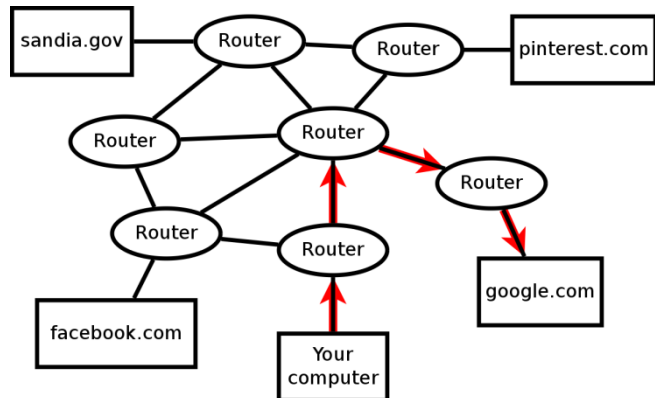 sandia.gov
Router
Router
pinterest.com
Router
Router
Router
Router
Router
google.com
facebook.com
Your
computer